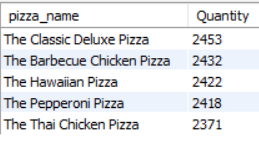 pizza_name Quantity
The Classic Deluxe Pizza 2453
The Barbecue Chicken Pizza 2432
The Hawaiian Pizza 2422
The Pepperoni Pizza 2418
The Thai Chicken Pizza 2371